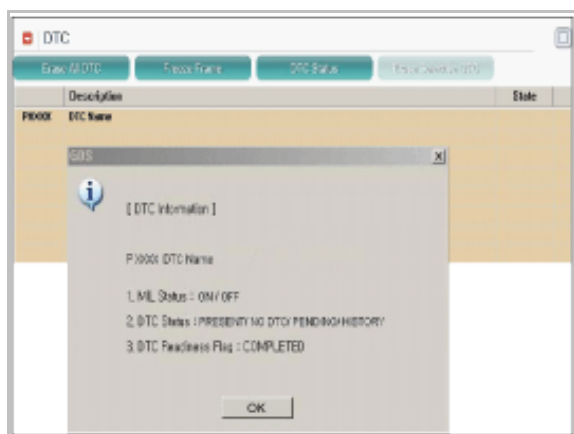 DTC
Erase All DTC Freeze Frame DTC Status
Description State
PXXXX DTC Name
GDS
[ DTC Information ]
PXXXX DTC Name
1. MIL Status : ON / OFF
2. DTC Status : PRESENT/ NO DTC/ PENDING/HISTORY
3. DTC Readiness Flag : COMPLETED
OK